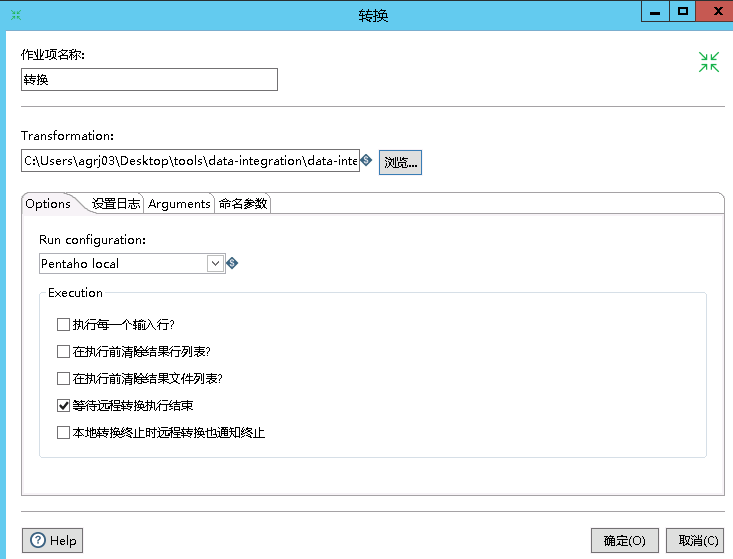 转换
作业项名称:
转换
Transformation:
C:\Users\agrj03\Desktop\tools\data-integration\data-inte
浏览...
Options 设置日志 Arguments 命名参数
Run configuration:
Pentaho local
Execution
执行每一个输入行?
在执行前清除结果行列表?
在执行前清除结果文件列表?
等待远程转换执行结束
本地转换终止时远程转换也通知终止
Help 确定(O) 取消(C)